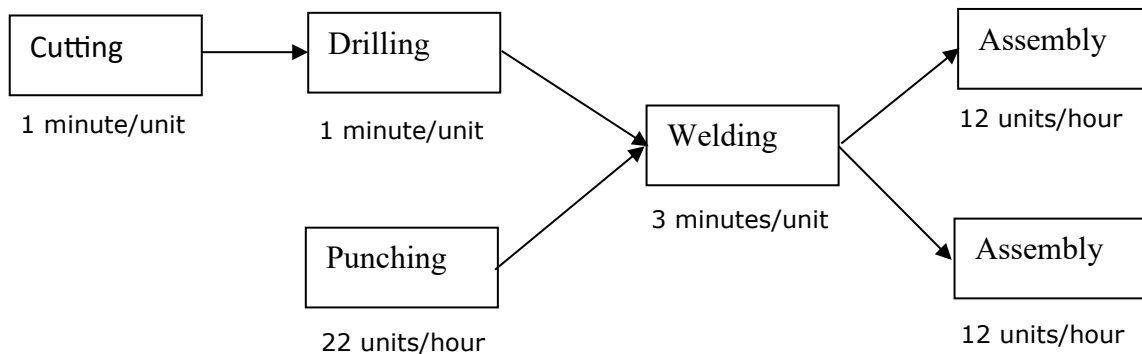 Cutting
1 minute/unit
Drilling
1 minute/unit
Punching
22 units/hour
Welding
3 minutes/unit
Assembly
12 units/hour
Assembly
12 units/hour